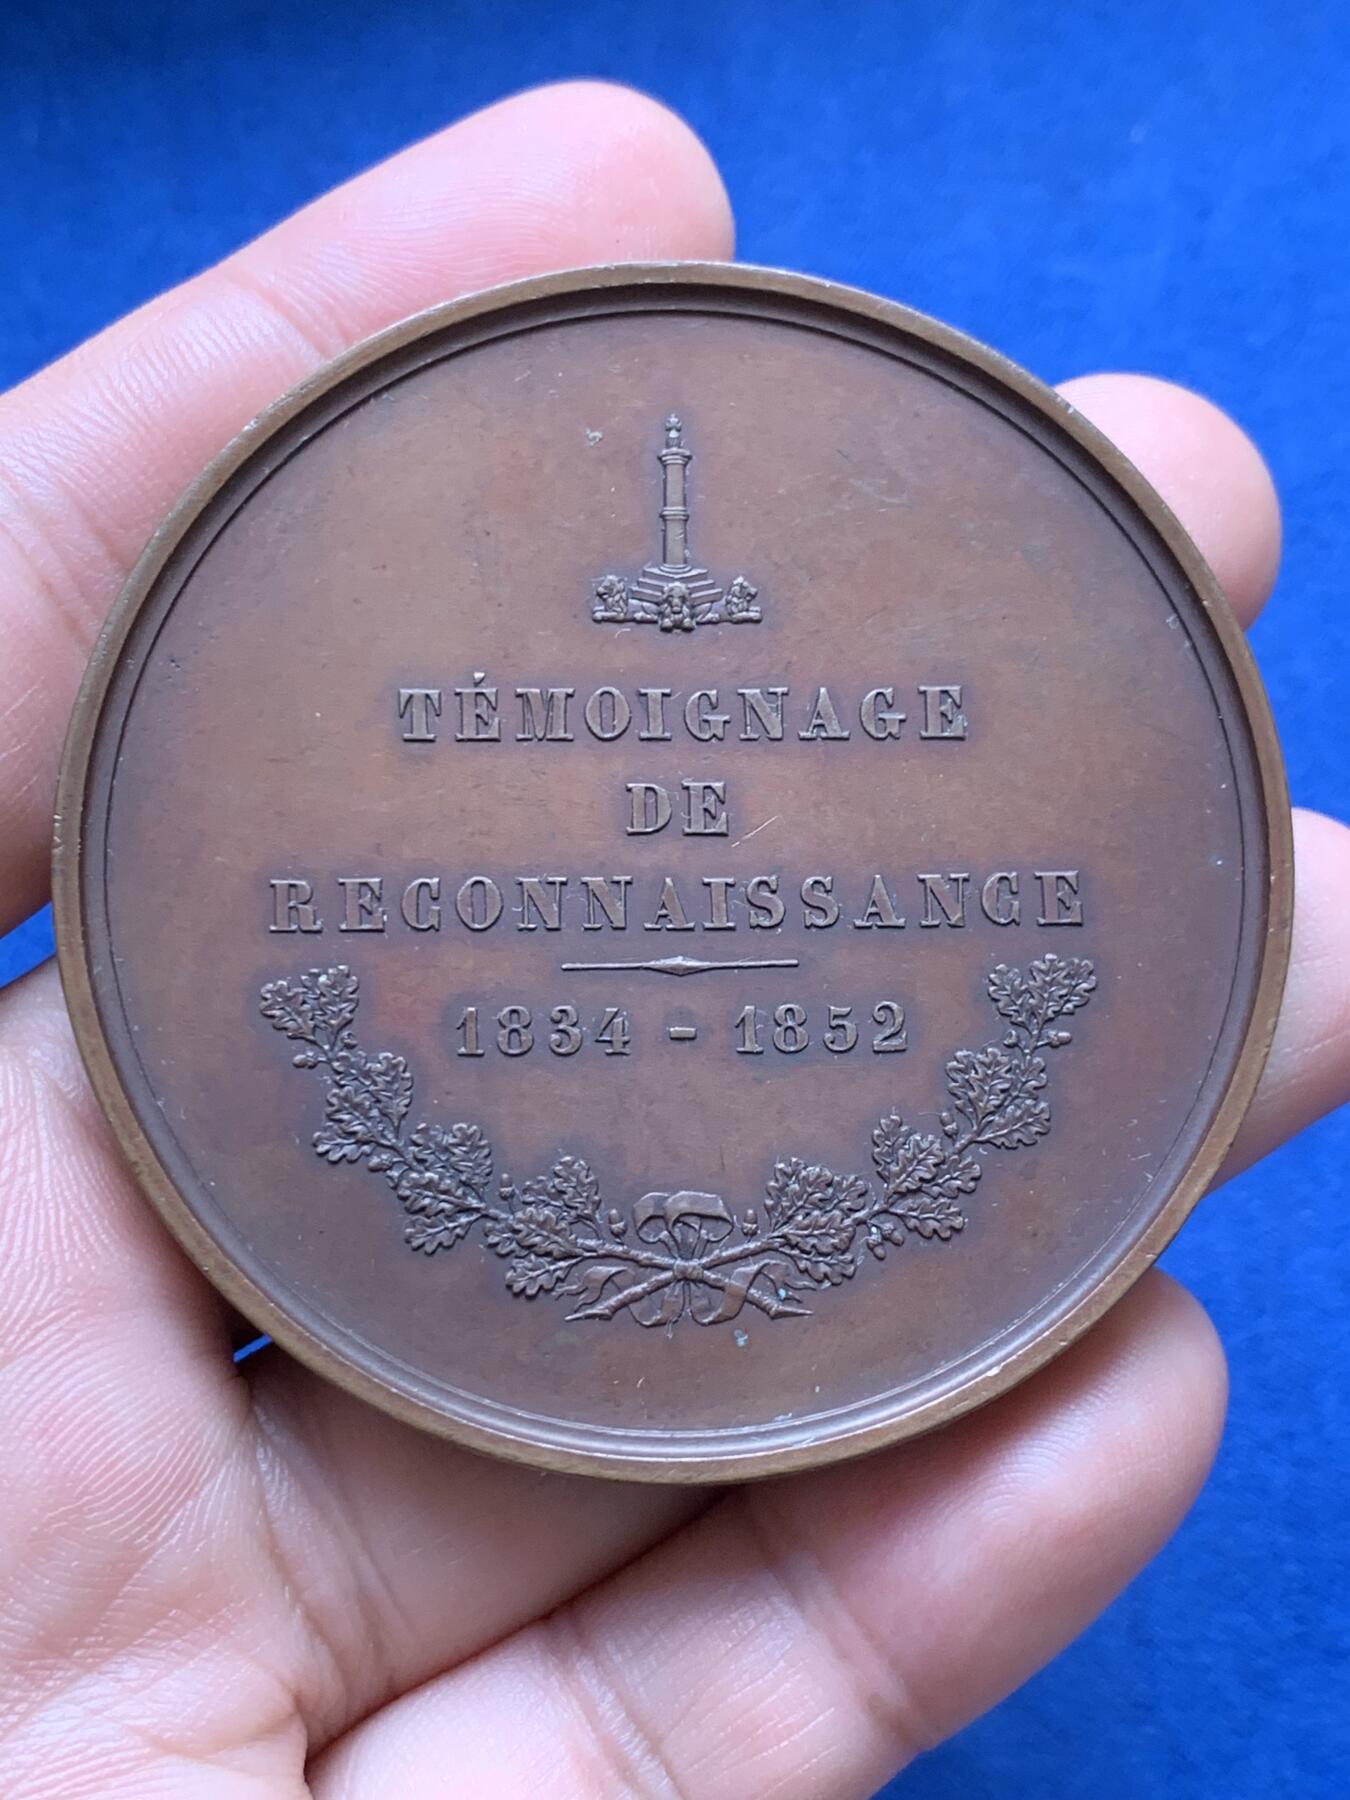 TÉMOIGNAGE
DE
RECONNAISSANCE
1834 - 1852